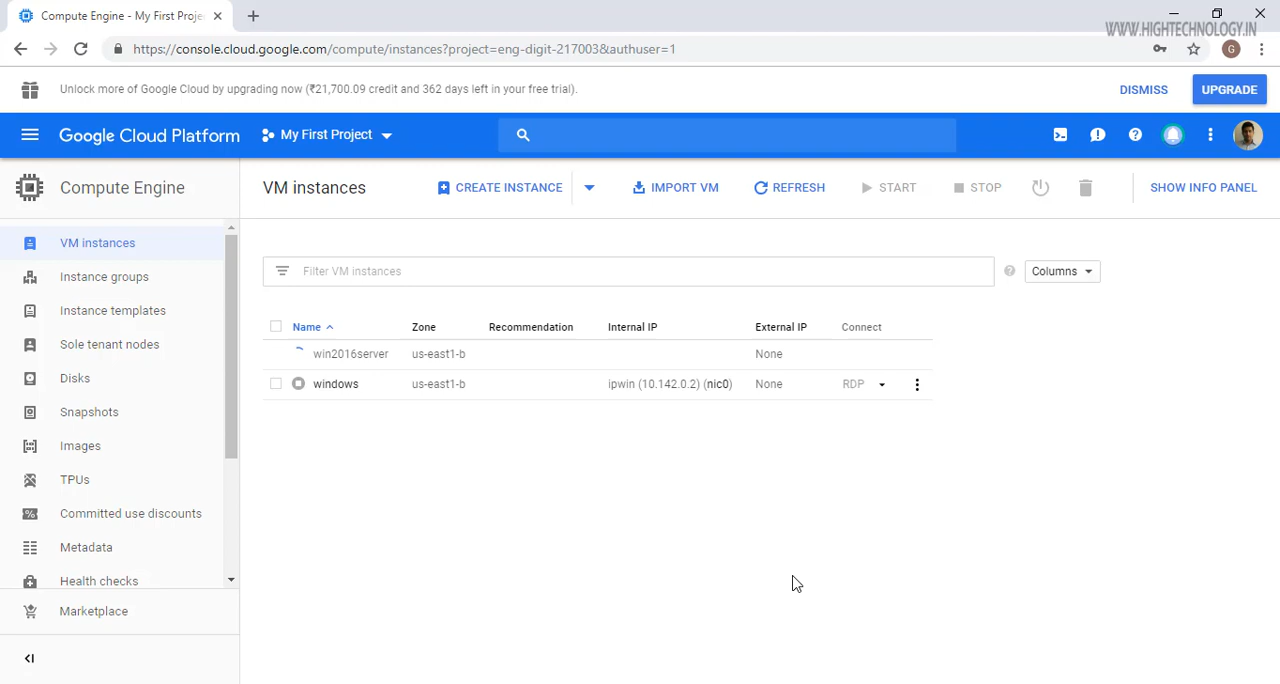 Compute Engine - My First Proje
WWW.HIGHTECHNOLOGY.IN
https://console.cloud.google.com/compute/instances?project=eng-digit-217003&authuser=1
G
Unlock more of Google Cloud by upgrading now (₹21,700.09 credit and 362 days left in your free trial).
DISMISS
UPGRADE
Google Cloud Platform
My First Project
Compute Engine
VM instances
CREATE INSTANCE
IMPORT VM
REFRESH
START
STOP
SHOW INFO PANEL
VM instances
Instance groups
Instance templates
Sole tenant nodes
Disks
Snapshots
Images
TPUs
Committed use discounts
Metadata
Health checks
Marketplace
Filter VM instances
Columns
Name Zone Recommendation Internal IP External IP Connect
win2016server us-east1-b None
windows us-east1-b ipwin (10.142.0.2) (nic0) None RDP